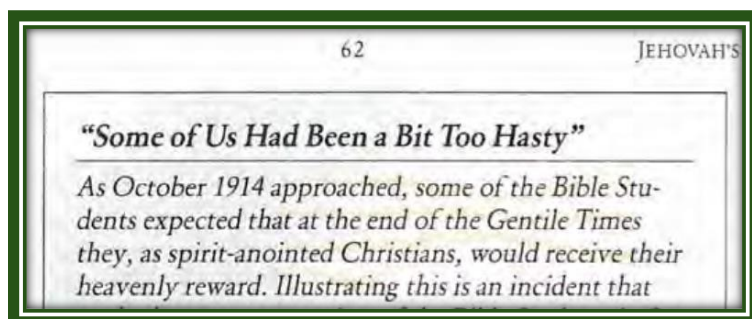 62 JEHOVAH'S
“Some of Us Had Been a Bit Too Hasty”
As October 1914 approached, some of the Bible Stu-
dents expected that at the end of the Gentile Times
they, as spirit-anointed Christians, would receive their
heavenly reward. Illustrating this is an incident that